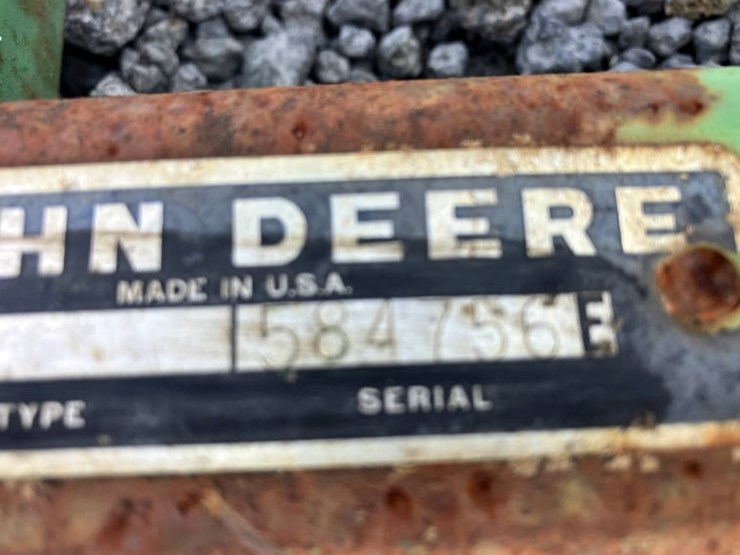 HN DEERE
MADE IN U.S.A.
584756 E
TYPE SERIAL